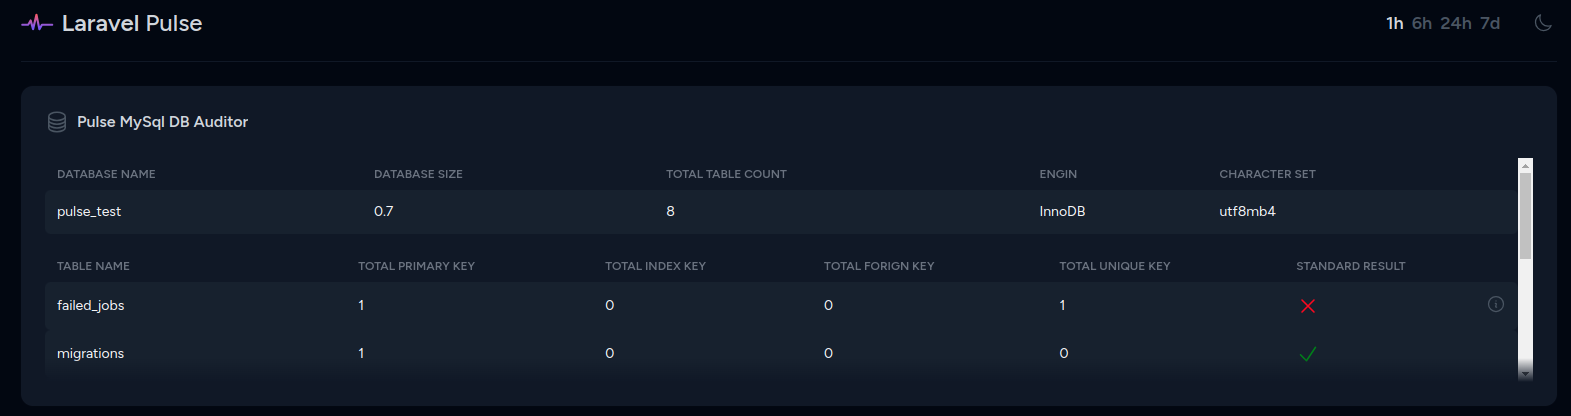 Laravel Pulse
1h 6h 24h 7d
Pulse MySql DB Auditor
DATABASE NAME DATABASE SIZE TOTAL TABLE COUNT ENGIN CHARACTER SET
pulse_test 0.7 8 InnoDB utf8mb4
TABLE NAME TOTAL PRIMARY KEY TOTAL INDEX KEY TOTAL FORIGN KEY TOTAL UNIQUE KEY STANDARD RESULT
failed_jobs 1 0 0 1
migrations 1 0 0 0